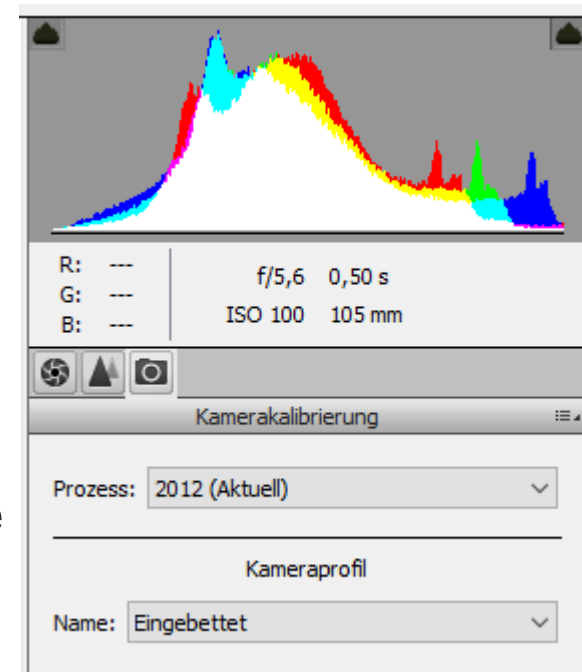 R: ---
G: ---
B: ---
f/5,6 0,50 s
ISO 100 105 mm
Kamerakalibrierung
Prozess: 2012 (Aktuell)
e
Kameraprofil
Name: Eingebettet